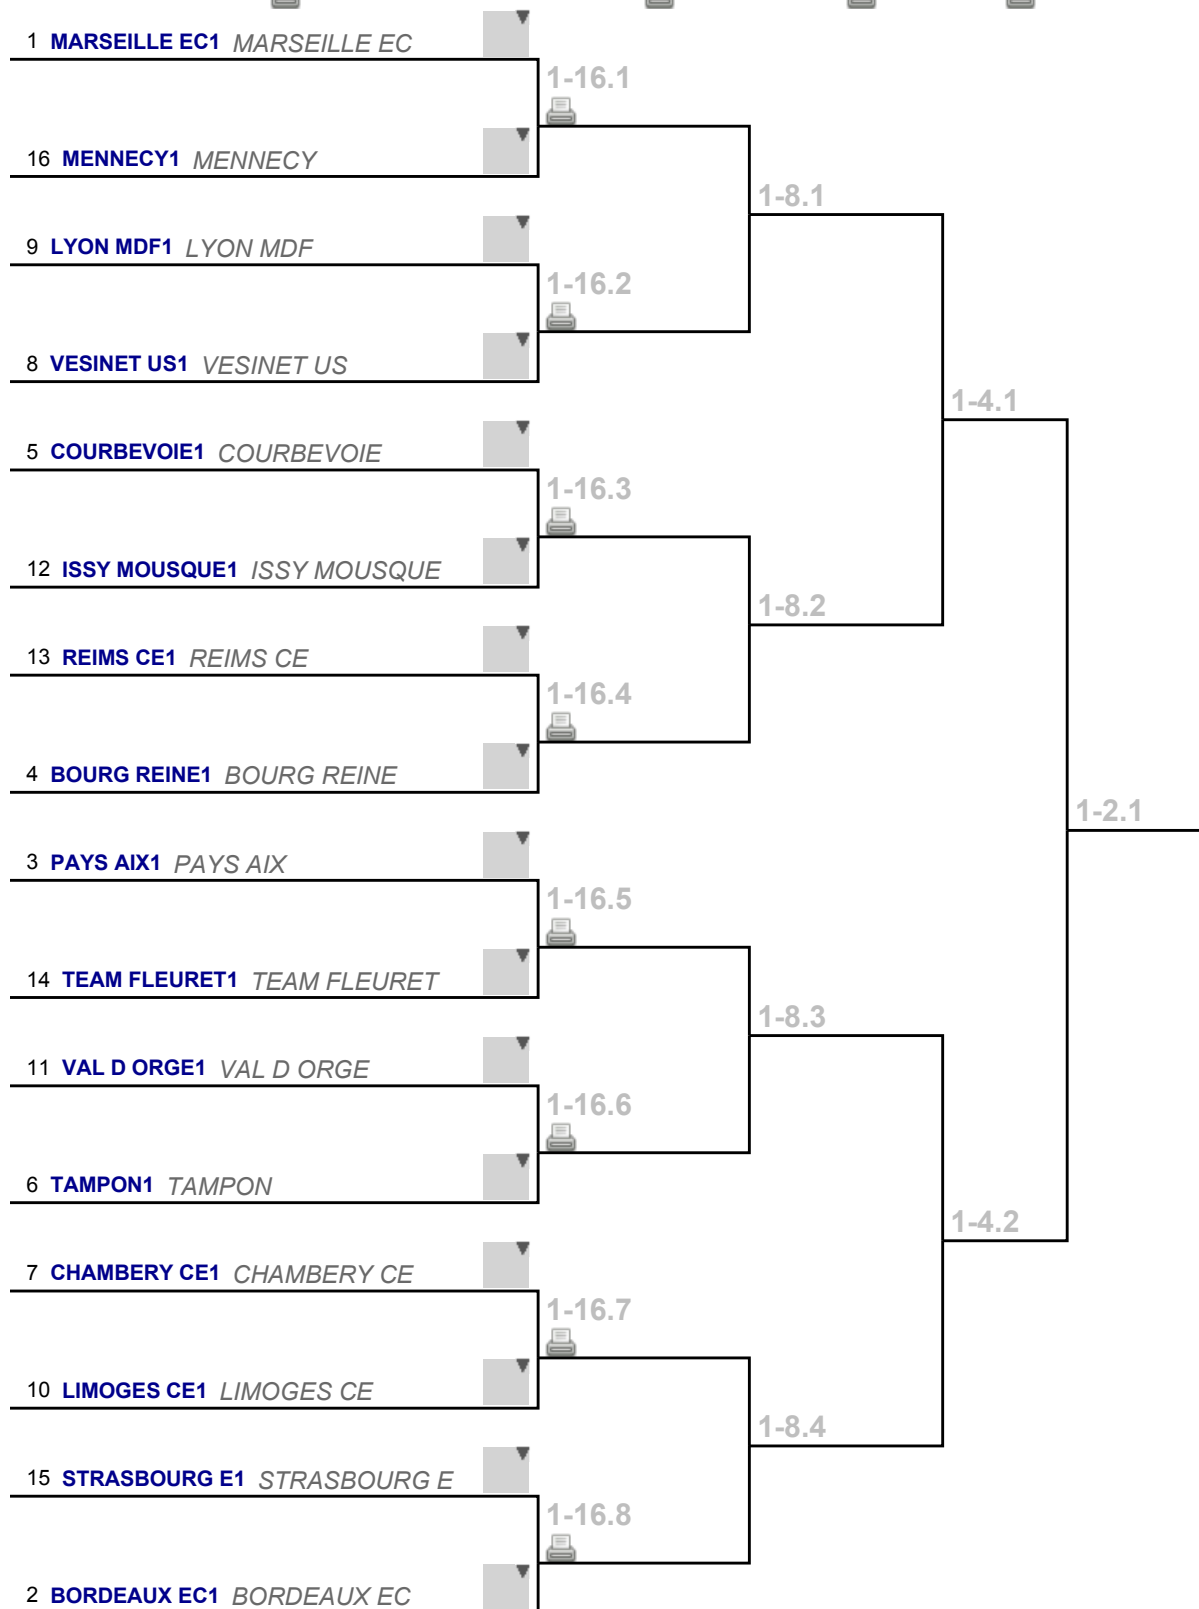 1 MARSEILLE EC1 MARSEILLE EC
1-16.1
16 MENNECY1 MENNECY
1-8.1
9 LYON MDF1 LYON MDF
1-16.2
8 VESINET US1 VESINET US
1-4.1
5 COURBEVOIE1 COURBEVOIE
1-16.3
12 ISSY MOUSQUE1 ISSY MOUSQUE
1-8.2
13 REIMS CE1 REIMS CE
1-16.4
4 BOURG REINE1 BOURG REINE
1-2.1
3 PAYS AIX1 PAYS AIX
1-16.5
14 TEAM FLEURET1 TEAM FLEURET
1-8.3
11 VAL D ORGE1 VAL D ORGE
1-16.6
6 TAMPON1 TAMPON
1-4.2
7 CHAMBERY CE1 CHAMBERY CE
1-16.7
10 LIMOGES CE1 LIMOGES CE
1-8.4
15 STRASBOURG E1 STRASBOURG E
1-16.8
2 BORDEAUX EC1 BORDEAUX EC